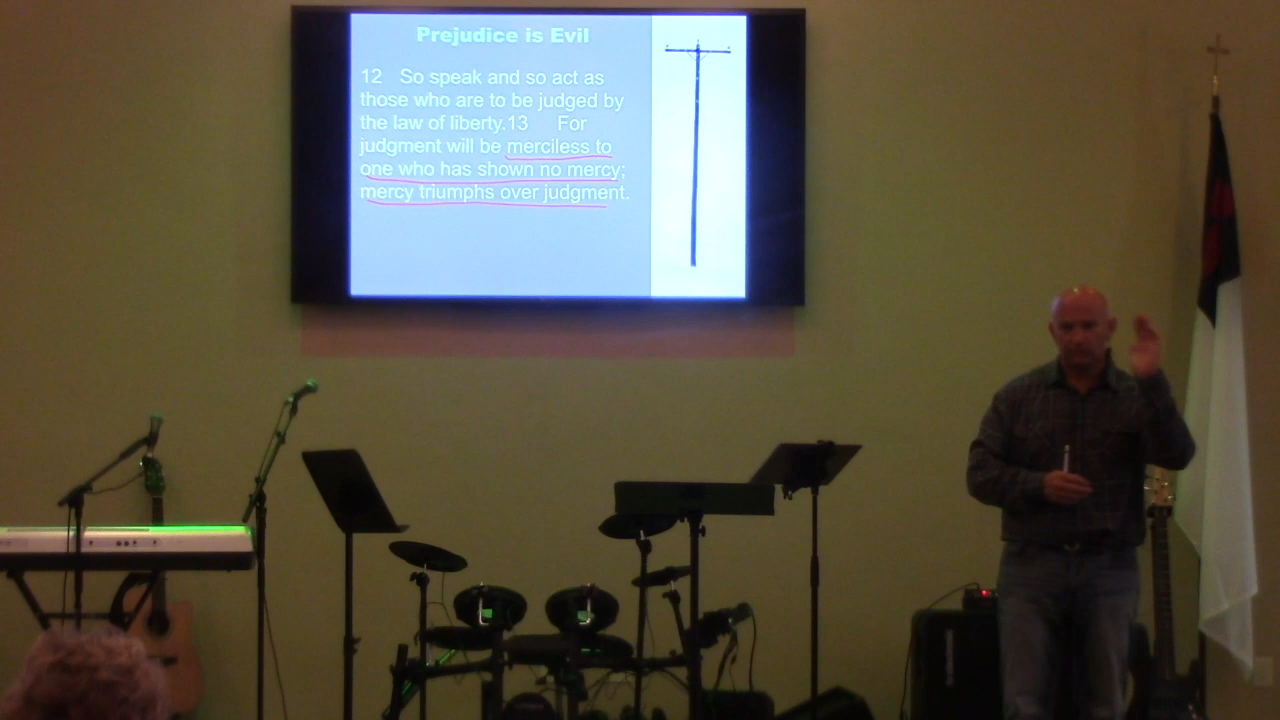 Prejudice is Evil
12 So speak and so act as
those who are to be judged by
the law of liberty.13 For
judgment will be merciless to
one who has shown no mercy;
mercy triumphs over judgment.